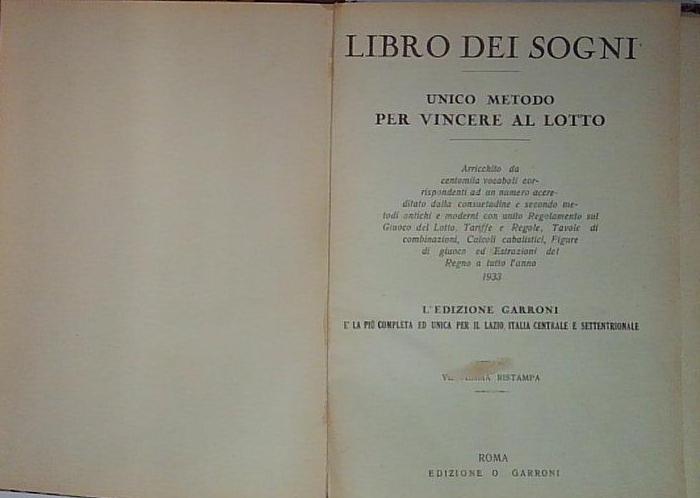 LIBRO DEI SOGNI
UNICO METODO
PER VINCERE AL LOTTO
Arricchito da
centomila vocaboli cor-
rispondenti ad un numero accre-
ditato dalla consuetudine e secondo me-
todi antichi e moderni con unito Regolamento sul
Giuoco del Lotto, Tariffe e Regole, Tavole di
combinazioni, Calcoli cabalistici, Figure
di giuoco ed Estrazioni del
Regno a tutto l'anno
1933
L'EDIZIONE GARRONI
E' LA PIÙ COMPLETA ED UNICA PER IL LAZIO, ITALIA CENTRALE E SETTENTRIONALE
RISTAMPA
ROMA
EDIZIONE O GARRONI